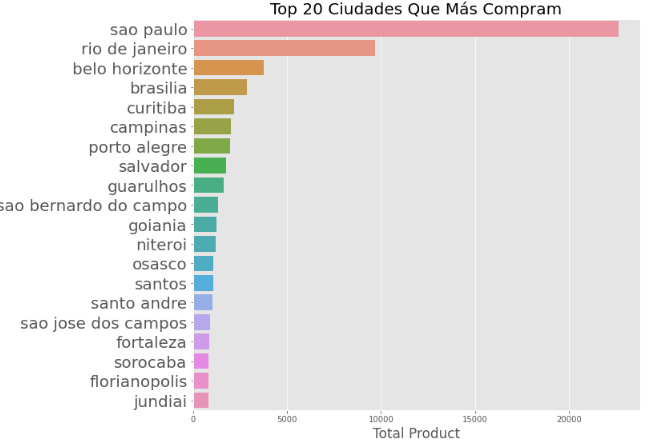 Top 20 Ciudades Que Más Compram
sao paulo
rio de janeiro
belo horizonte
brasilia
curitiba
campinas
porto alegre
salvador
guarulhos
sao bernardo do campo
goiania
niteroi
osasco
santos
santo andre
sao jose dos campos
fortaleza
sorocaba
florianopolis
jundiai
0 5000 10000 15000 20000
Total Product